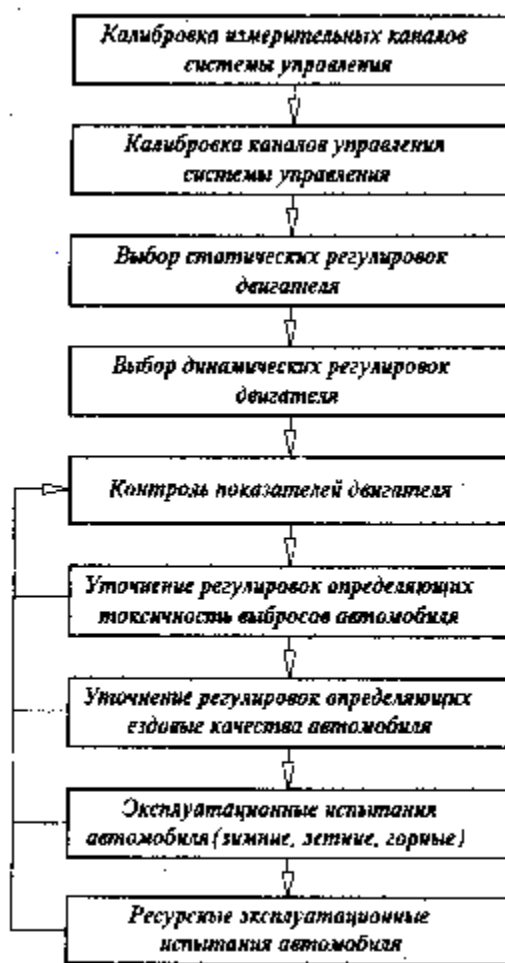 Калибровка измерительных каналов
системы управления
Калибровка каналов управления
системы управления
Выбор статических регулировок
двигателя
Выбор динамических регулировок
двигателя
Контроль показателей двигателя
Уточнение регулировок определяющих
токсичность выбросов автомобиля
Уточнение регулировок определяющих
ездовые качества автомобиля
Эксплуатационные испытания
автомобиля (зимние, летние, горные)
Ресурсные эксплуатационные
испытания автомобиля